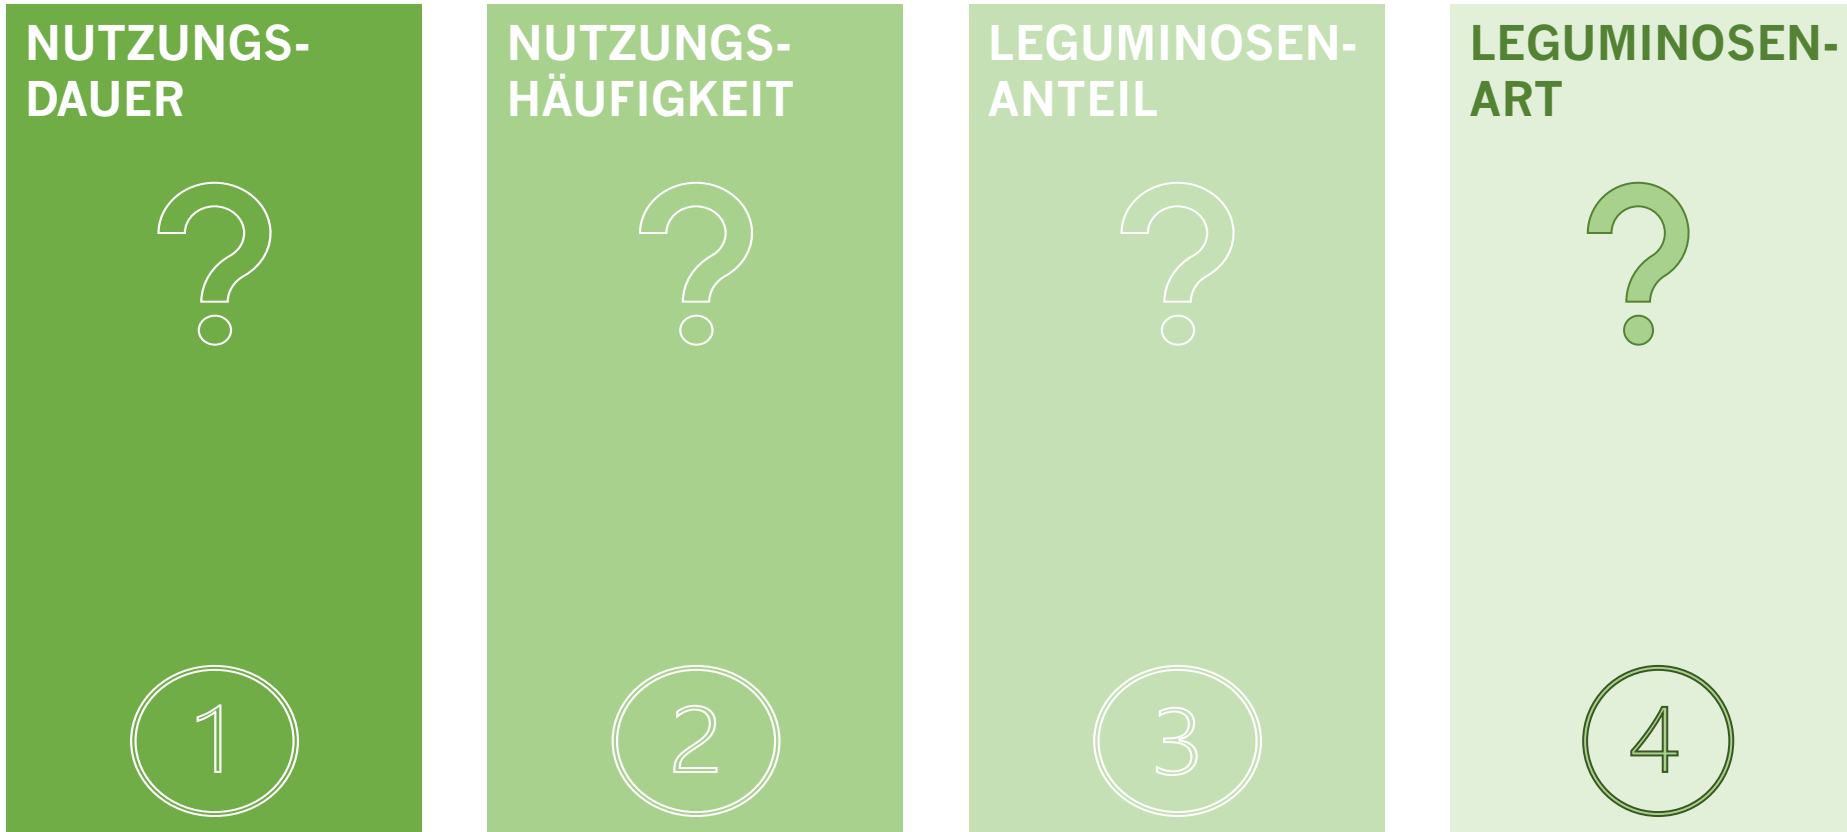 NUTZUNGS-
DAUER
?
1
NUTZUNGS-
HÄUFIGKEIT
?
2
LEGUMINOSEN-
ANTEIL
?
3
LEGUMINOSEN-
ART
?
4